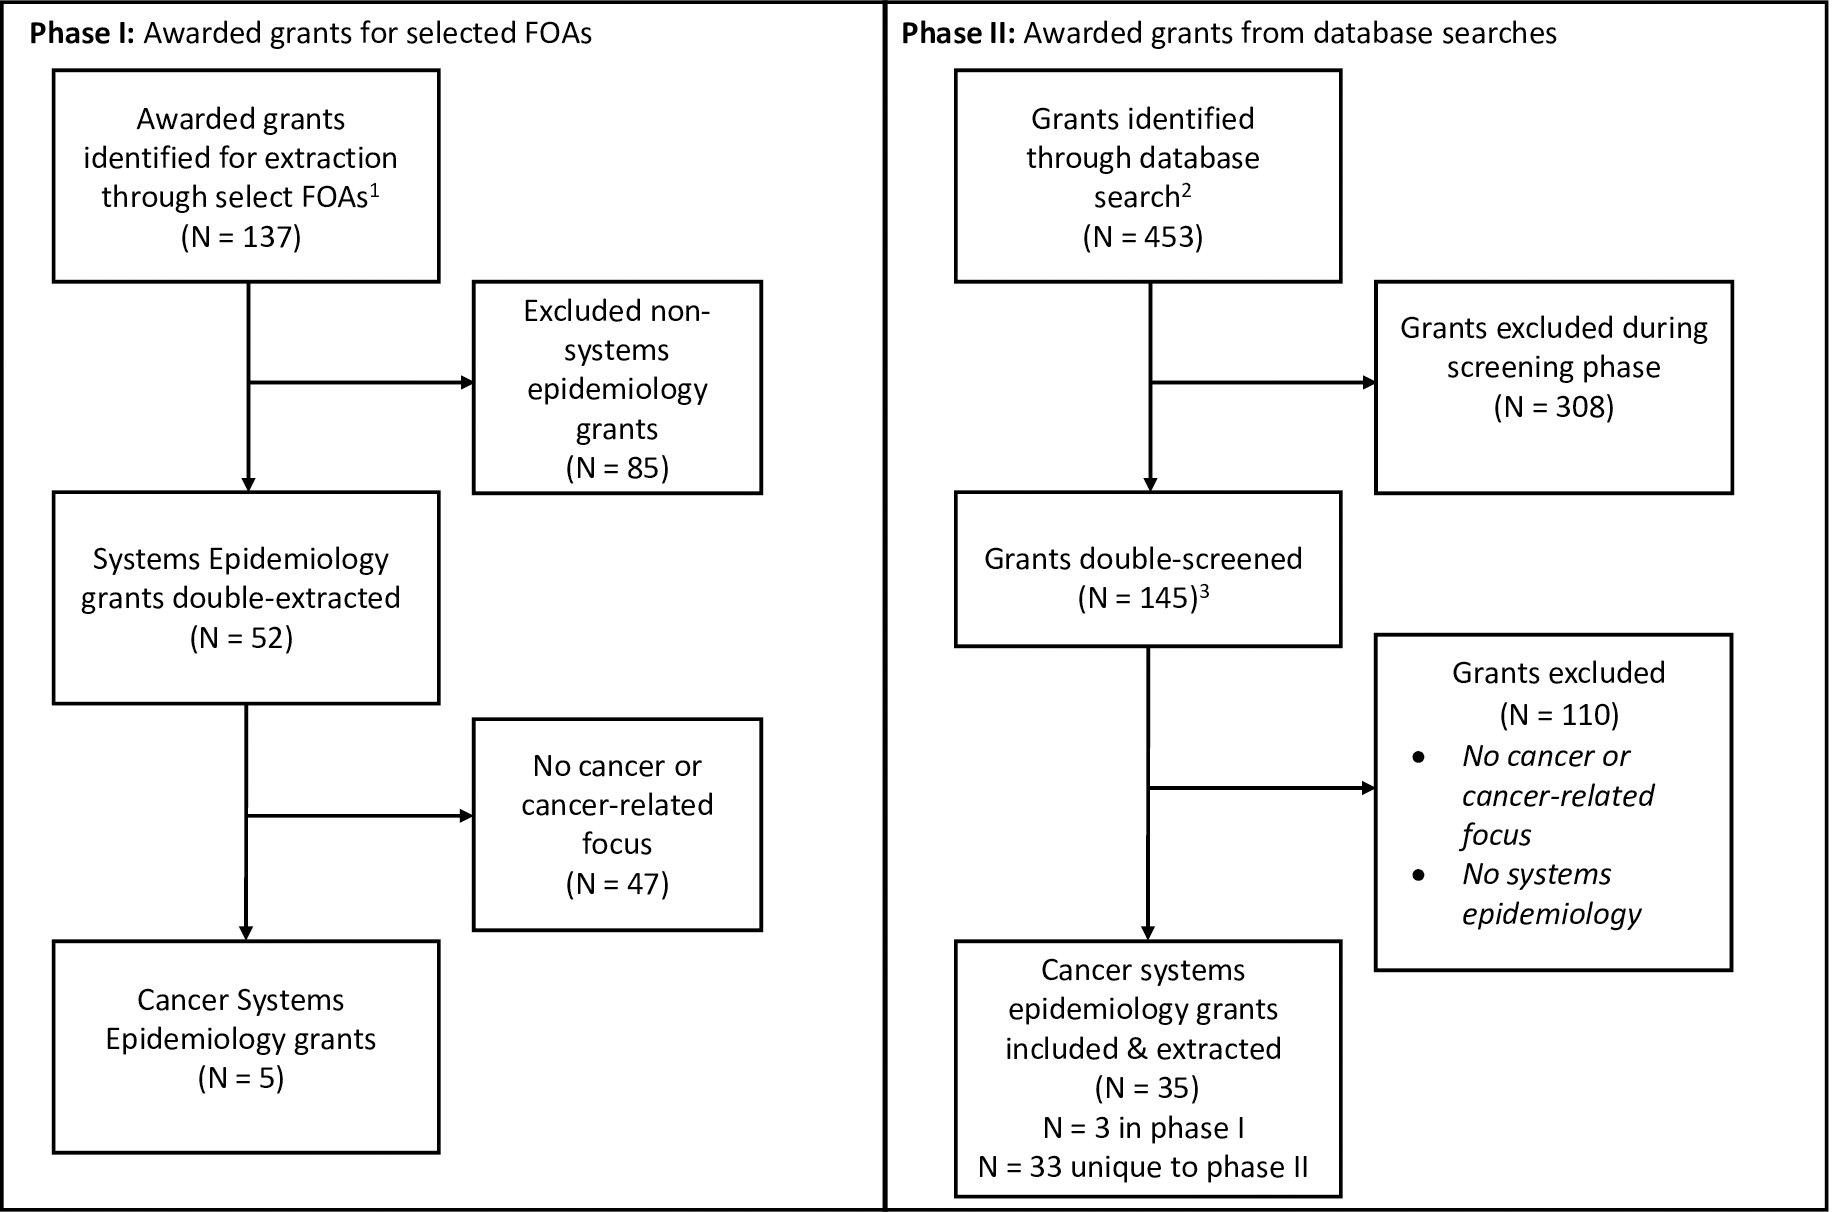 Phase I: Awarded grants for selected FOAs
Awarded grants
identified for extraction
through select FOAs¹
(N = 137)
Excluded non-
systems
epidemiology
grants
(N = 85)
Systems Epidemiology
grants double-extracted
(N = 52)
No cancer or
cancer-related
focus
(N = 47)
Cancer Systems
Epidemiology grants
(N = 5)
Phase II: Awarded grants from database searches
Grants identified
through database
search²
(N = 453)
Grants excluded during
screening phase
(N = 308)
Grants double-screened
(N = 145)³
Grants excluded
(N = 110)
• No cancer or
cancer-related
focus
• No systems
epidemiology
Cancer systems
epidemiology grants
included & extracted
(N = 35)
N = 3 in phase I
N = 33 unique to phase II